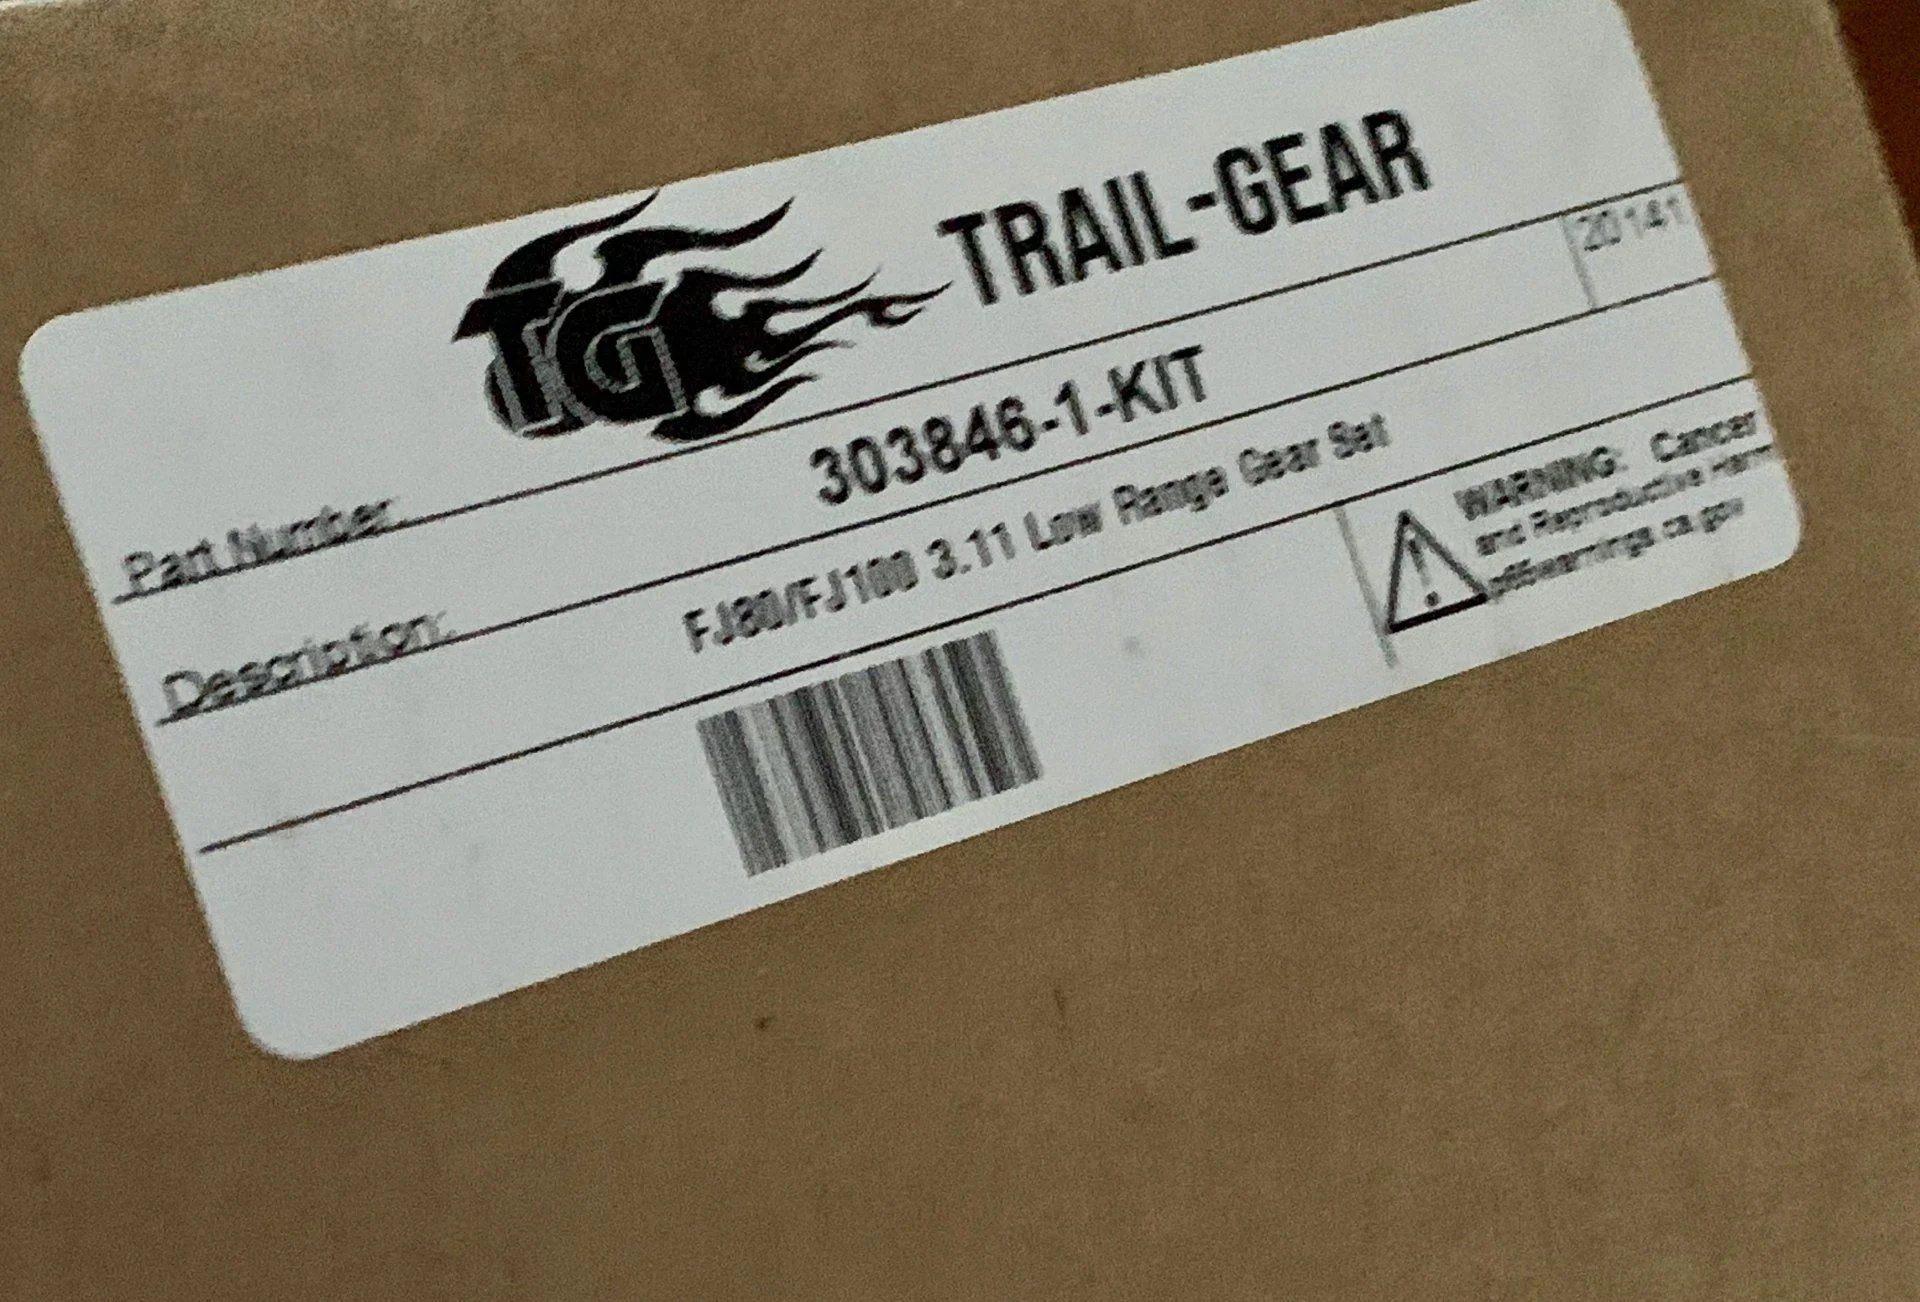 TG TRAIL-GEAR
20141
Part Number: 303846-1-KIT
Description: FJ80/FJ100 3.11 Low Range Gear Set
WARNING: Cancer
and Reproductive Harm
p65warnings.ca.gov